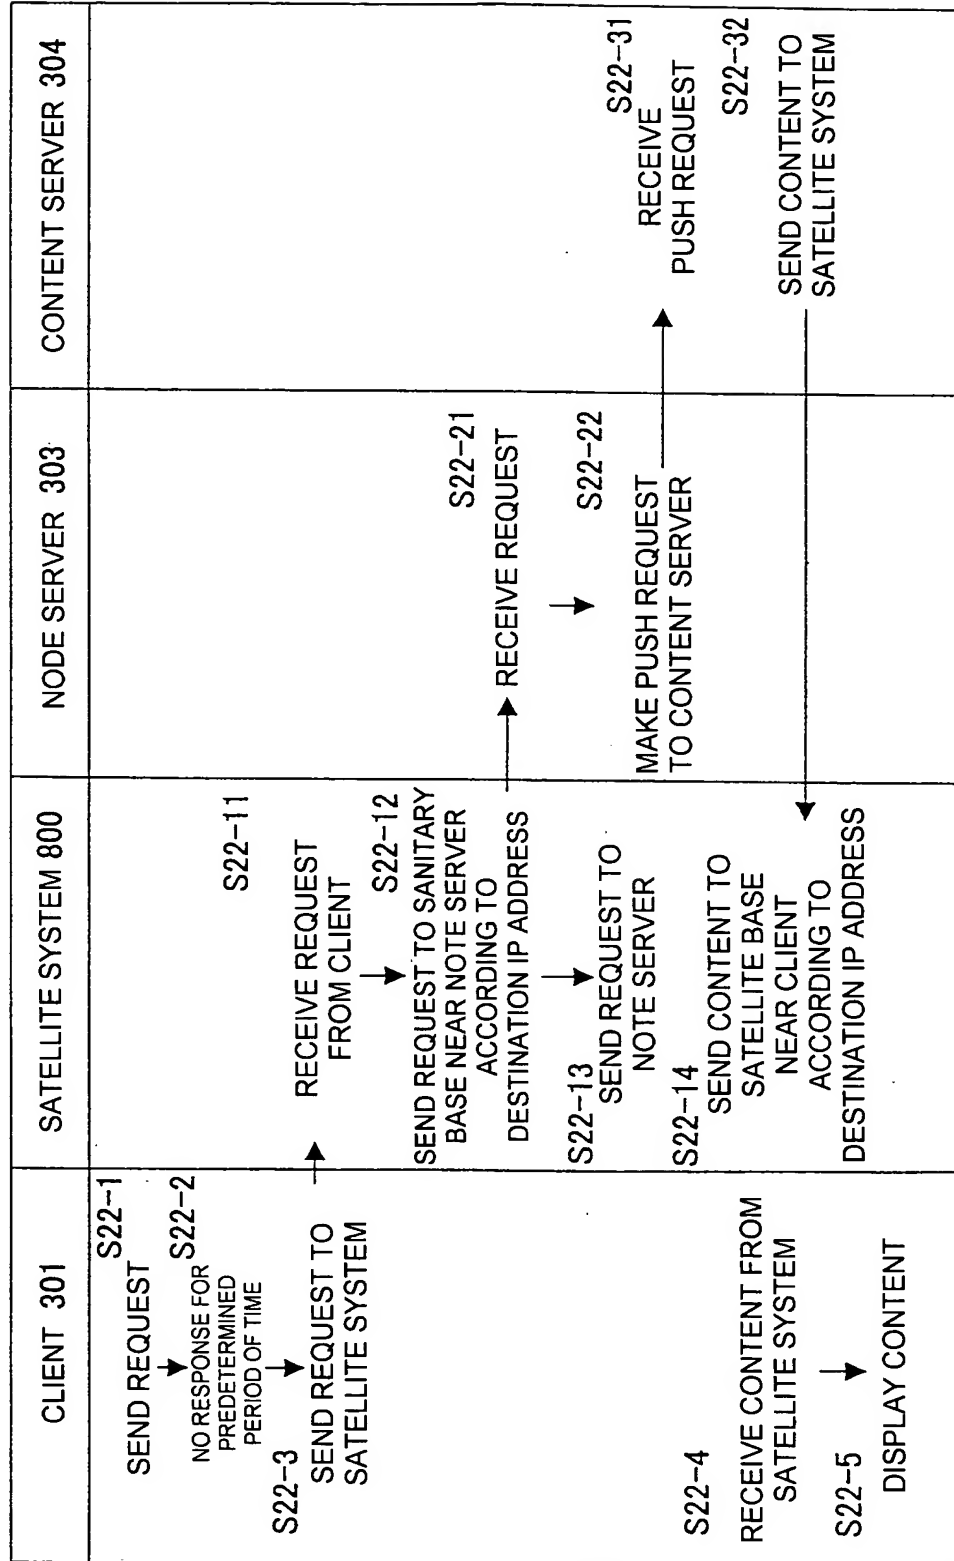 CLIENT 301
S22-1
SEND REQUEST
S22-2
NO RESPONSE FOR
PREDETERMINED
PERIOD OF TIME
S22-3
SEND REQUEST TO
SATELLITE SYSTEM
S22-4
RECEIVE CONTENT FROM
SATELLITE SYSTEM
S22-5
DISPLAY CONTENT
SATELLITE SYSTEM 800
S22-11
RECEIVE REQUEST
FROM CLIENT
S22-12
SEND REQUEST TO SANITARY
BASE NEAR NOTE SERVER
ACCORDING TO
DESTINATION IP ADDRESS
S22-13
SEND REQUEST TO
NOTE SERVER
S22-14
SEND CONTENT TO
SATELLITE BASE
NEAR CLIENT
ACCORDING TO
DESTINATION IP ADDRESS
NODE SERVER 303
S22-21
RECEIVE REQUEST
S22-22
MAKE PUSH REQUEST
TO CONTENT SERVER
CONTENT SERVER 304
S22-31
RECEIVE
PUSH REQUEST
S22-32
SEND CONTENT TO
SATELLITE SYSTEM